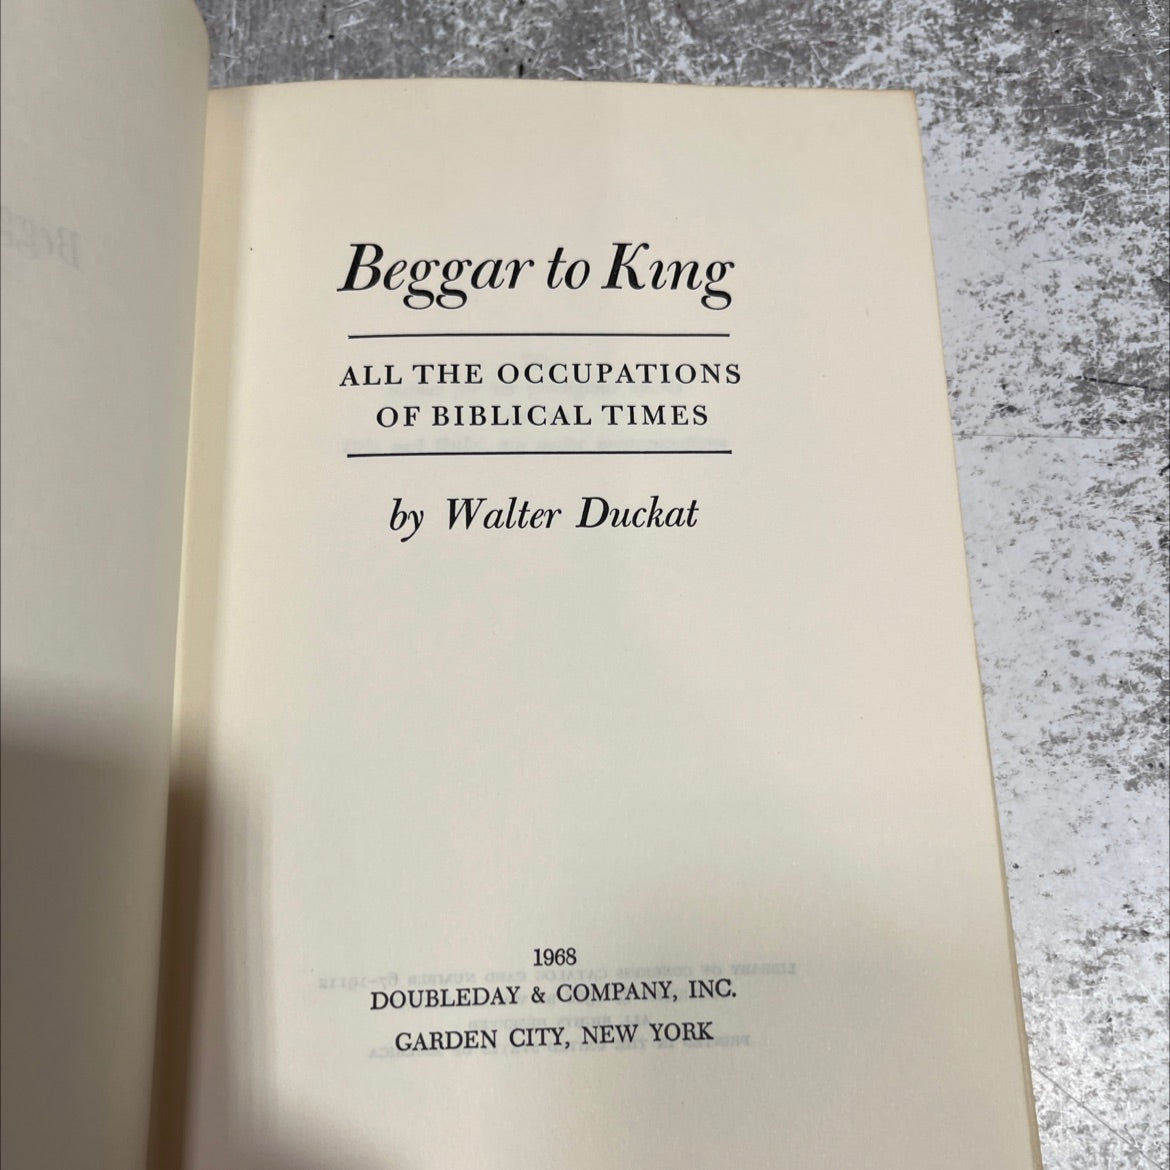 Beggar to King
ALL THE OCCUPATIONS
OF BIBLICAL TIMES
by Walter Duckat
1968
DOUBLEDAY & COMPANY, INC.
GARDEN CITY, NEW YORK